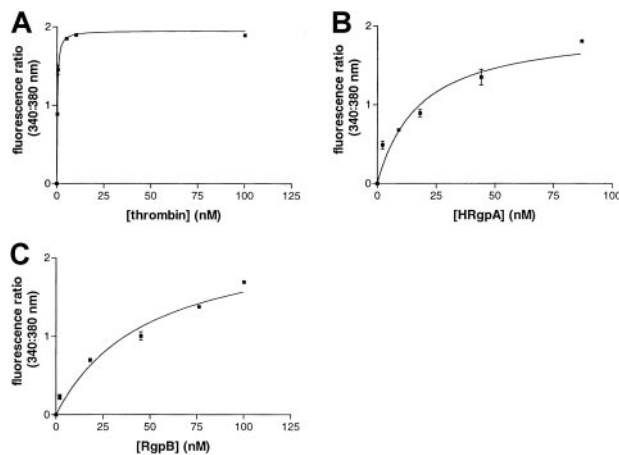 A
fluorescence ratio
(340:380 nm)
2
1
0
0 25 50 75 100 125
[thrombin] (nM)
B
fluorescence ratio
(340:380 nm)
2
1
0
0 25 50 75 100
[HRgpA] (nM)
C
fluorescence ratio
(340:380 nm)
2
1
0
0 25 50 75 100 125
[RgpB] (nM)